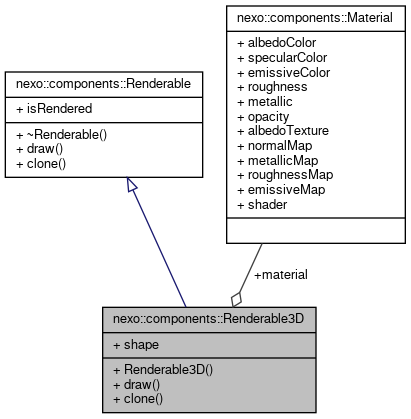 nexo::components::Material
+ albedoColor
+ specularColor
+ emissiveColor
+ roughness
+ metallic
+ opacity
+ albedoTexture
+ normalMap
+ metallicMap
+ roughnessMap
+ emissiveMap
+ shader
nexo::components::Renderable
+ isRendered
+ ~Renderable()
+ draw()
+ clone()
+material
nexo::components::Renderable3D
+ shape
+ Renderable3D()
+ draw()
+ clone()